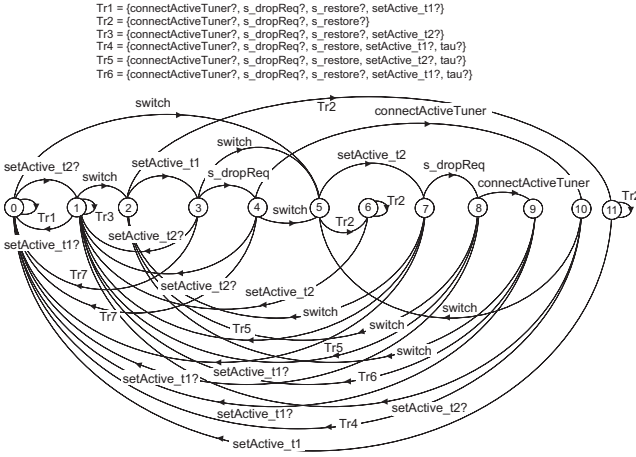 Tr1 = {connectActiveTuner?, s_dropReq?, s_restore?, setActive_t1?}
Tr2 = {connectActiveTuner?, s_dropReq?, s_restore?}
Tr3 = {connectActiveTuner?, s_dropReq?, s_restore?, setActive_t2?}
Tr4 = {connectActiveTuner?, s_dropReq?, s_restore, setActive_t1?, tau?}
Tr5 = {connectActiveTuner?, s_dropReq?, s_restore, setActive_t2?, tau?}
Tr6 = {connectActiveTuner?, s_dropReq?, s_restore?, setActive_t1?, tau?}
switch
Tr2
connectActiveTuner
setActive_t2?
switch
setActive_t1
switch
s_dropReq
setActive_t2
s_dropReq
connectActiveTuner
0
Tr1
1
Tr3
2
3
4
switch
5
Tr2
6
Tr2
7
8
9
10
11
Tr2
setActive_t1?
setActive_t2?
Tr7
setActive_t2?
setActive_t2
Tr7
switch
switch
Tr5
switch
Tr5
switch
setActive_t1?
setActive_t1?
Tr6
setActive_t1?
setActive_t2?
Tr4
setActive_t1